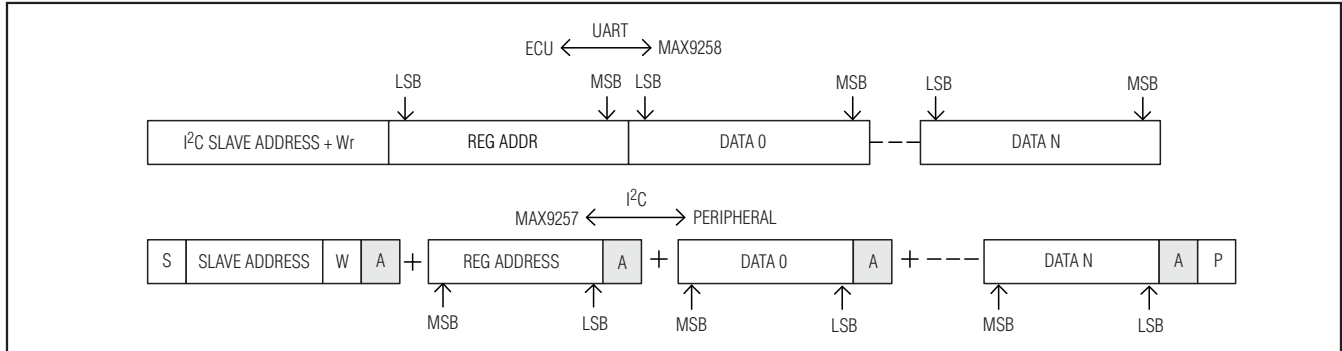 UART
ECU MAX9258
LSB MSB LSB MSB LSB MSB
I²C SLAVE ADDRESS + Wr REG ADDR DATA 0 DATA N
I²C
MAX9257 PERIPHERAL
S SLAVE ADDRESS W A + REG ADDRESS A + DATA 0 A + DATA N A P
MSB LSB MSB LSB MSB LSB